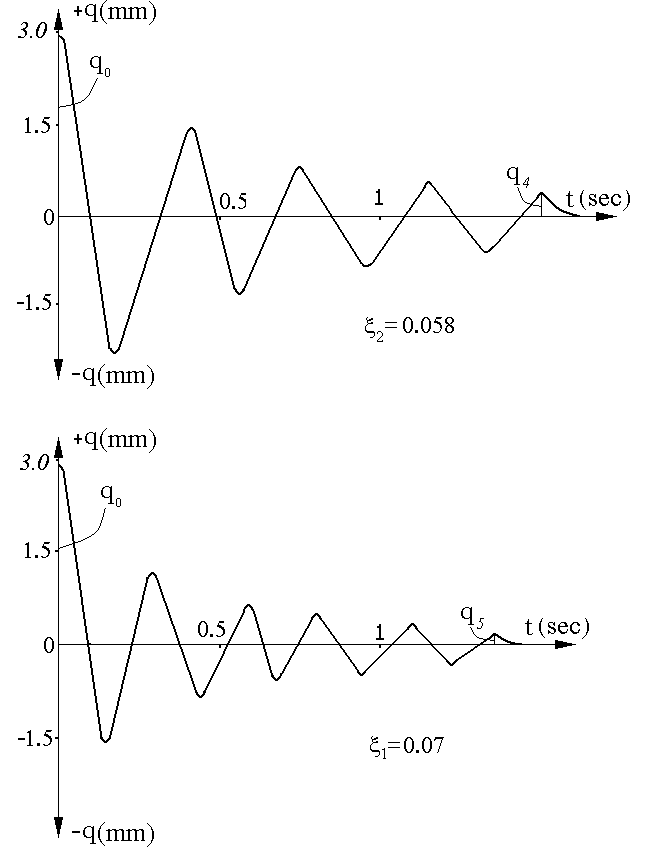 +q(mm)
3.0
q₀
1.5
0.5
1
q₄
t(sec)
0
-1.5
ξ₂=0.058
-q(mm)
+q(mm)
3.0
q₀
1.5
0.5
1
q₅
t(sec)
0
-1.5
ξ₁=0.07
-q(mm)